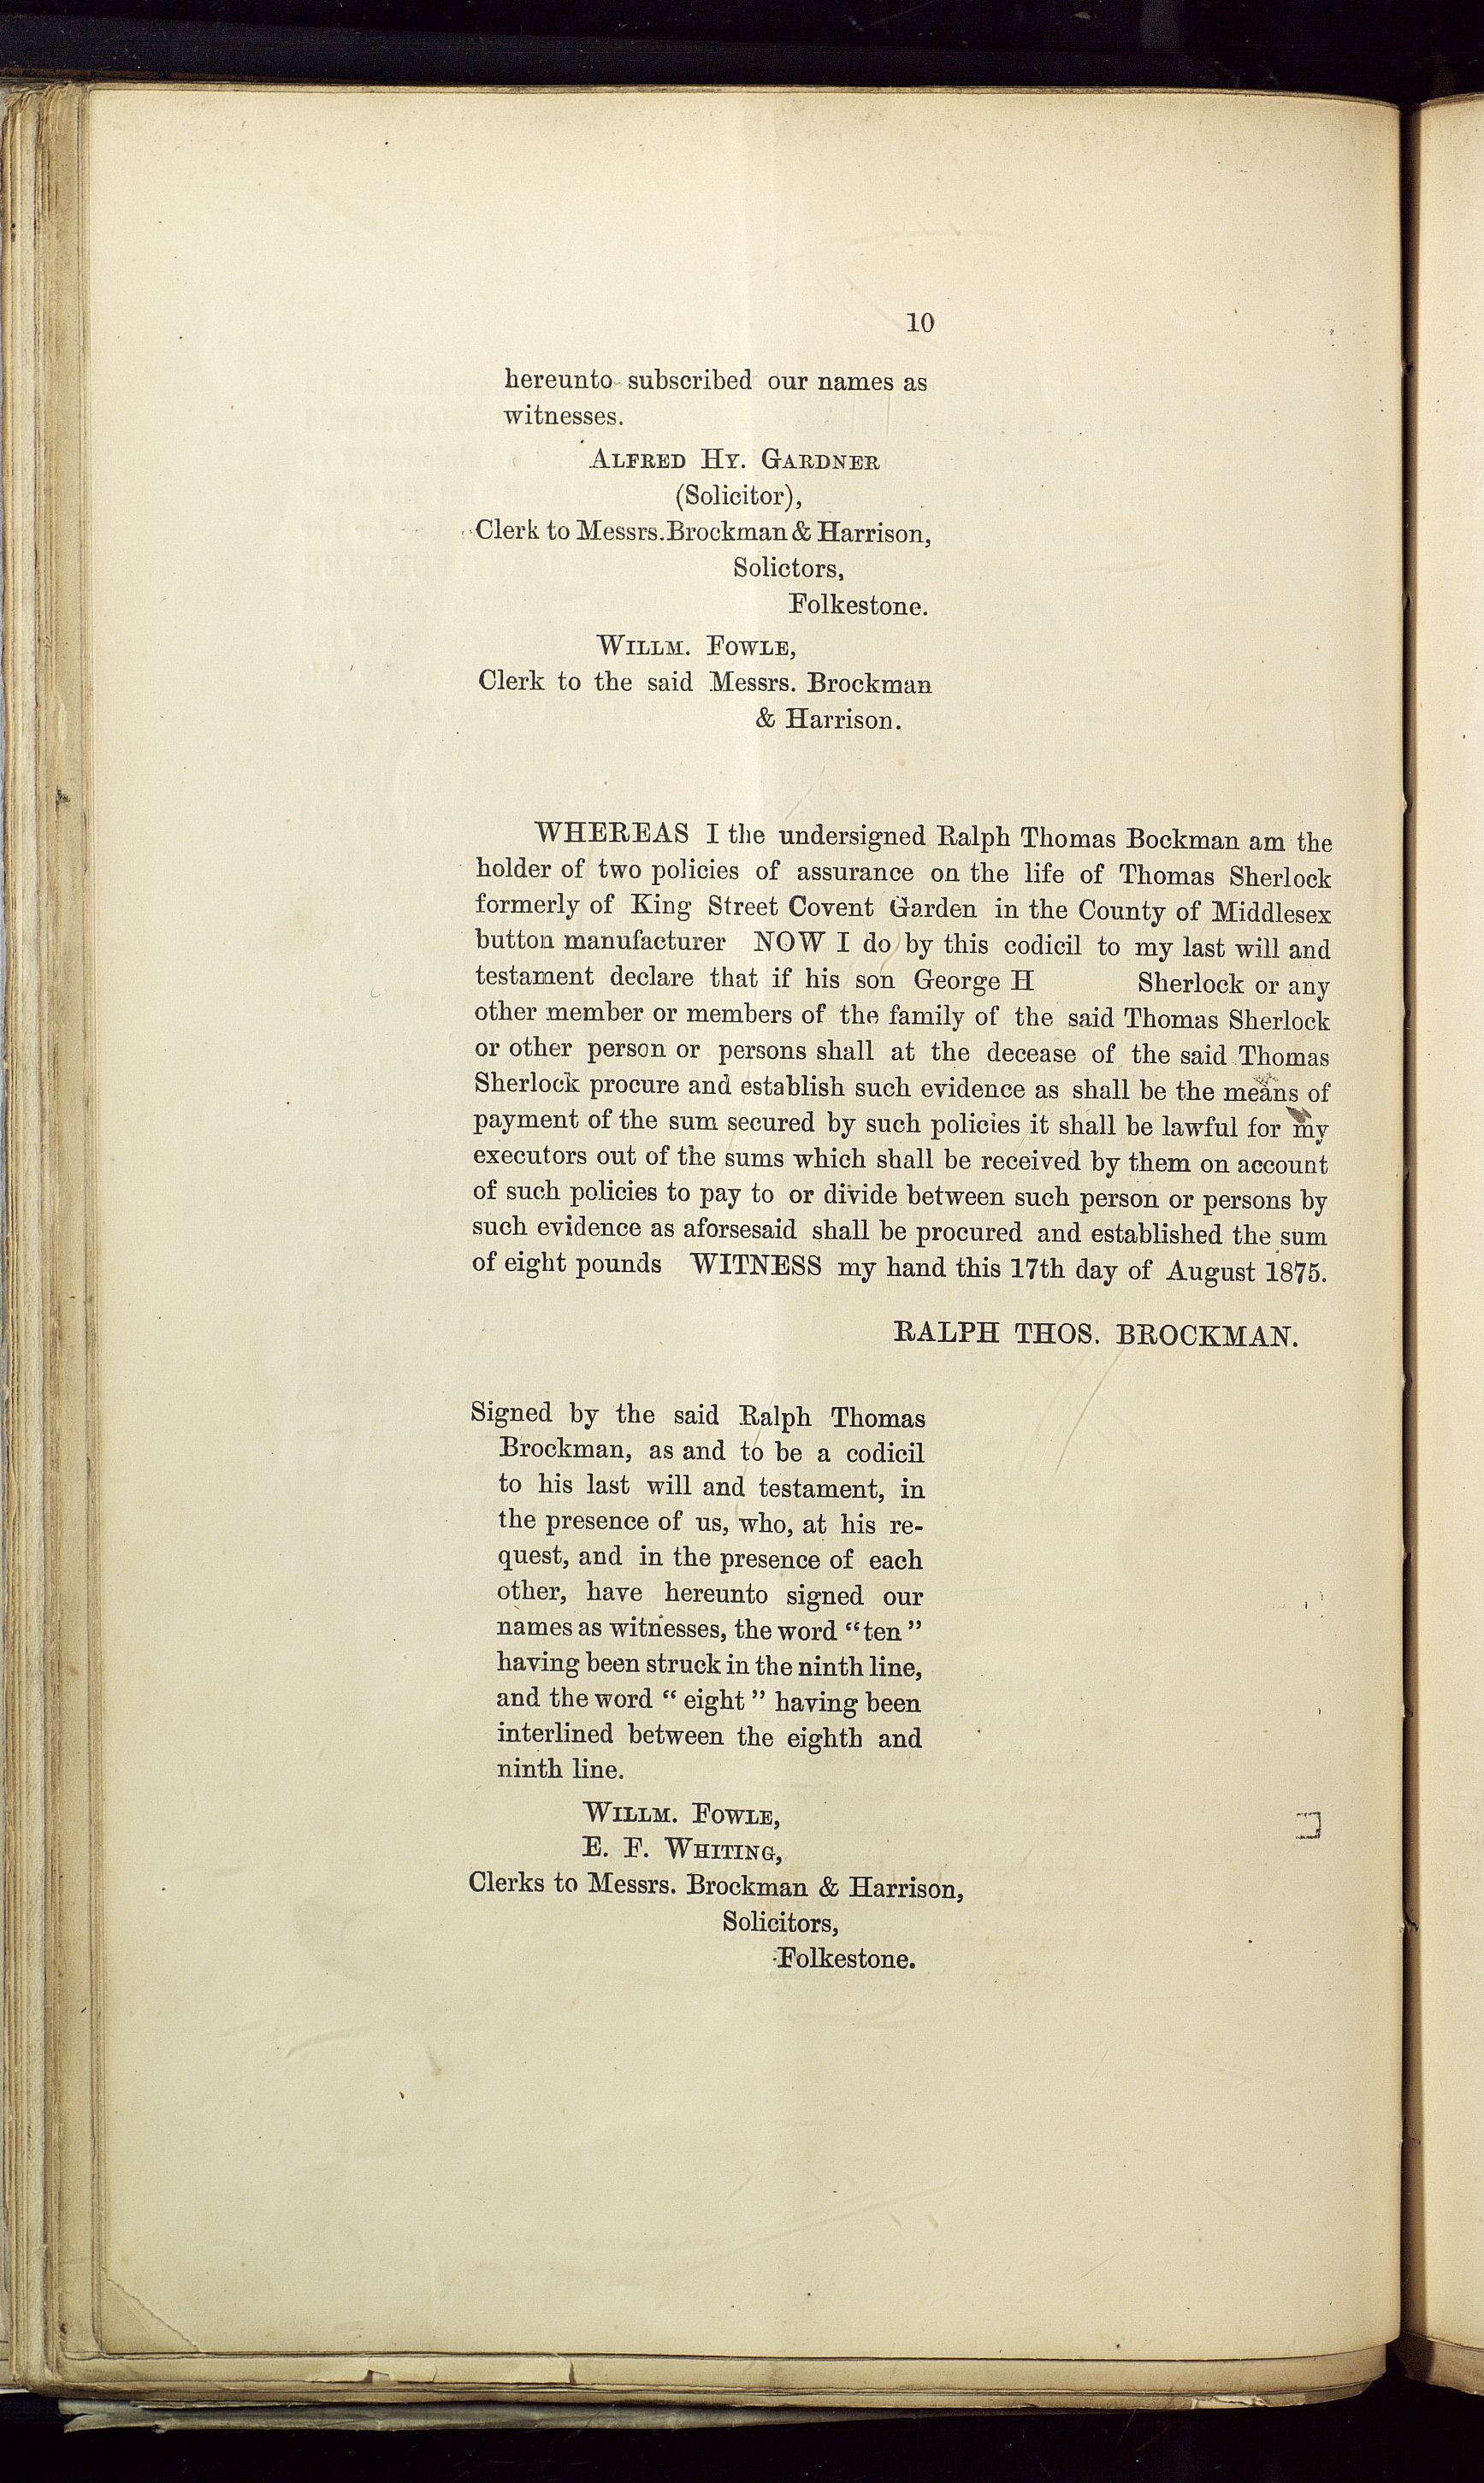 10
hereunto subscribed our names as
witnesses.
ALFRED HY. GARDNER
(Solicitor),
Clerk to Messrs. Brockman & Harrison,
Solictors,
Folkestone.
WILLM. FOWLE,
Clerk to the said Messrs. Brockman
& Harrison.
WHEREAS I the undersigned Ralph Thomas Bockman am the
holder of two policies of assurance on the life of Thomas Sherlock
formerly of King Street Covent Garden in the County of Middlesex
button manufacturer NOW I do by this codicil to my last will and
testament declare that if his son George H Sherlock or any
other member or members of the family of the said Thomas Sherlock
or other person or persons shall at the decease of the said Thomas
Sherlock procure and establish such evidence as shall be the means of
payment of the sum secured by such policies it shall be lawful for my
executors out of the sums which shall be received by them on account
of such policies to pay to or divide between such person or persons by
such evidence as aforsesaid shall be procured and established the sum
of eight pounds WITNESS my hand this 17th day of August 1875.
RALPH THOS. BROCKMAN.
Signed by the said Ralph Thomas
Brockman, as and to be a codicil
to his last will and testament, in
the presence of us, who, at his re-
quest, and in the presence of each
other, have hereunto signed our
names as witnesses, the word "ten"
having been struck in the ninth line,
and the word "eight" having been
interlined between the eighth and
ninth line.
WILLM. FOWLE,
E. F. WHITING,
Clerks to Messrs. Brockman & Harrison,
Solicitors,
Folkestone.